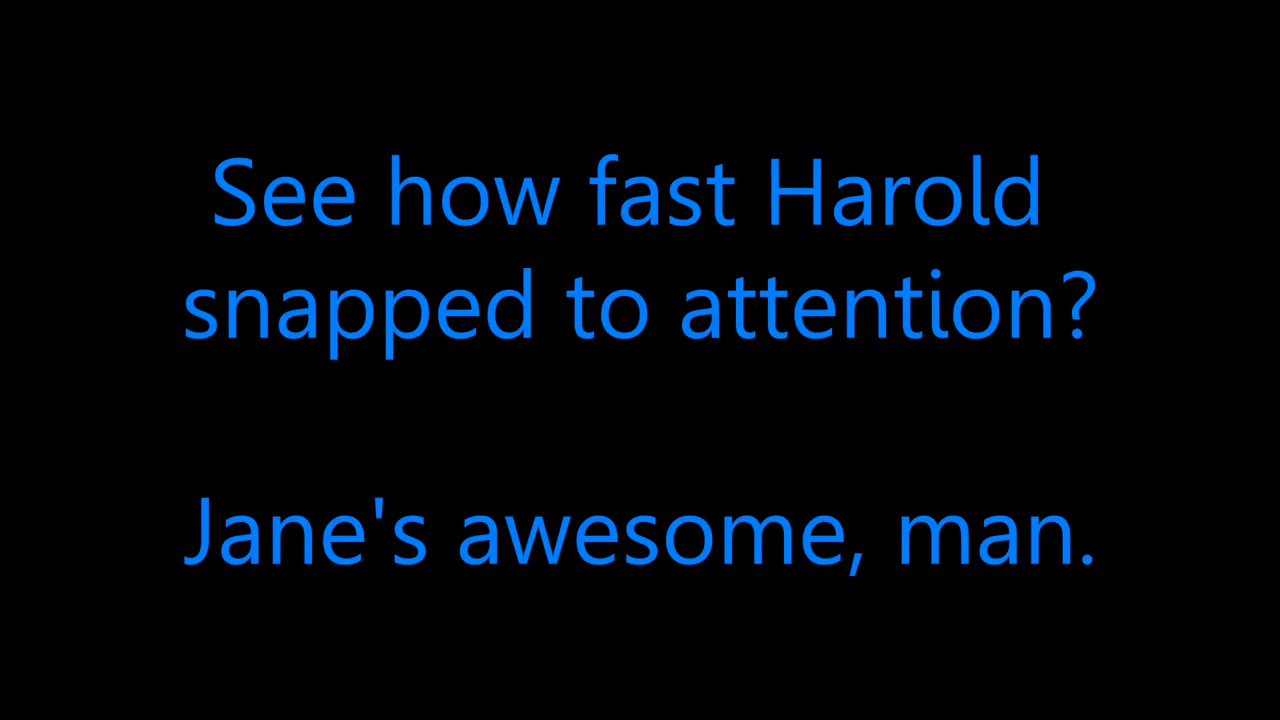 See how fast Harold
snapped to attention?
Jane's awesome, man.